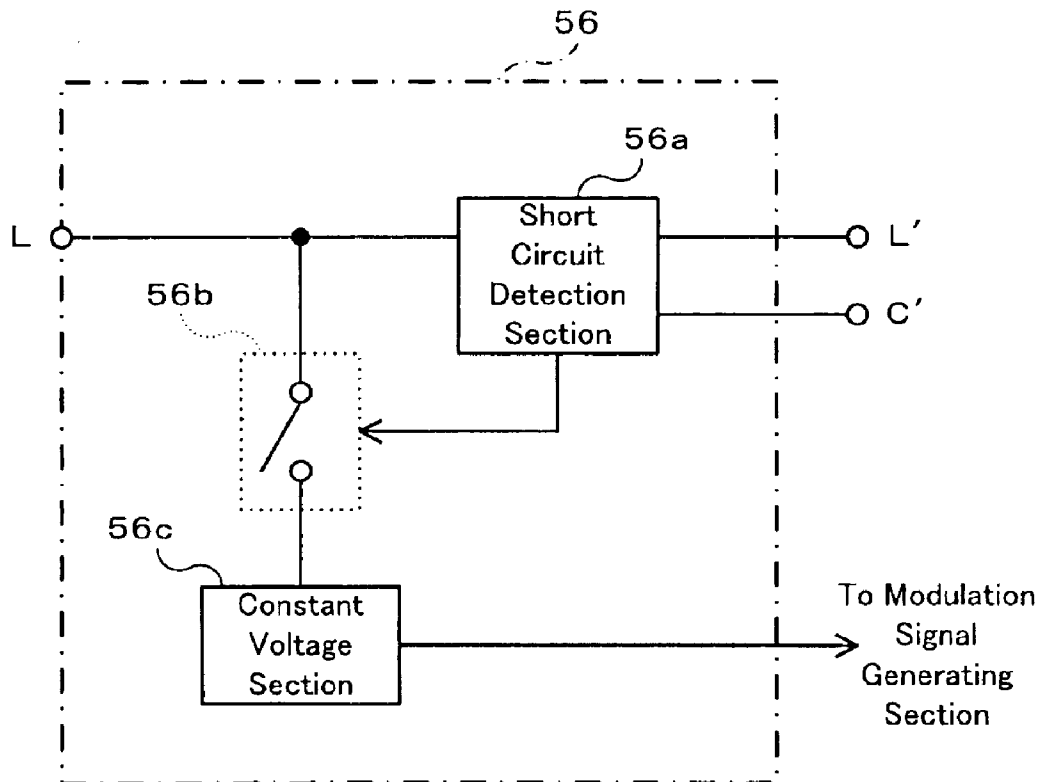 56
56a
Short
Circuit
Detection
Section
L
L′
C′
56b
56c
Constant
Voltage
Section
To Modulation
Signal
Generating
Section